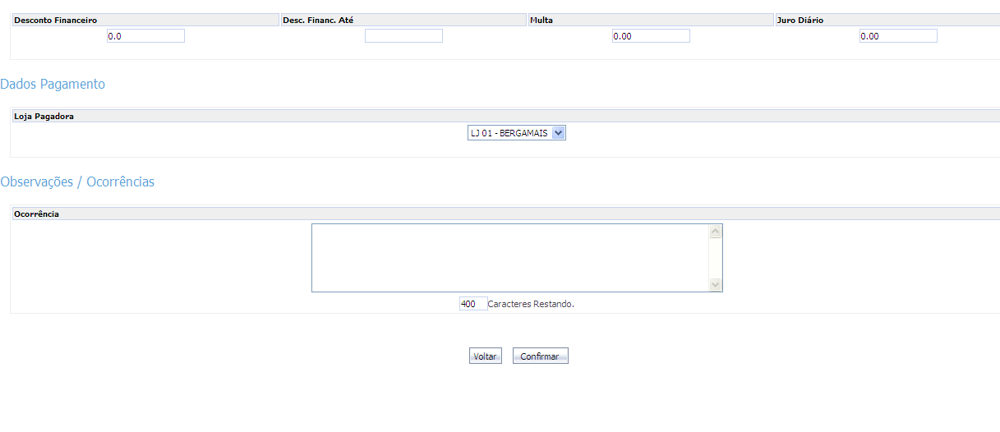 Desconto Financeiro Desc. Financ. Até Multa Juro Diário
0.0 0.00 0.00
Dados Pagamento
Loja Pagadora
LJ 01 - BERGAMAIS
Observações / Ocorrências
Ocorrência
400 Caracteres Restando.
Voltar Confirmar